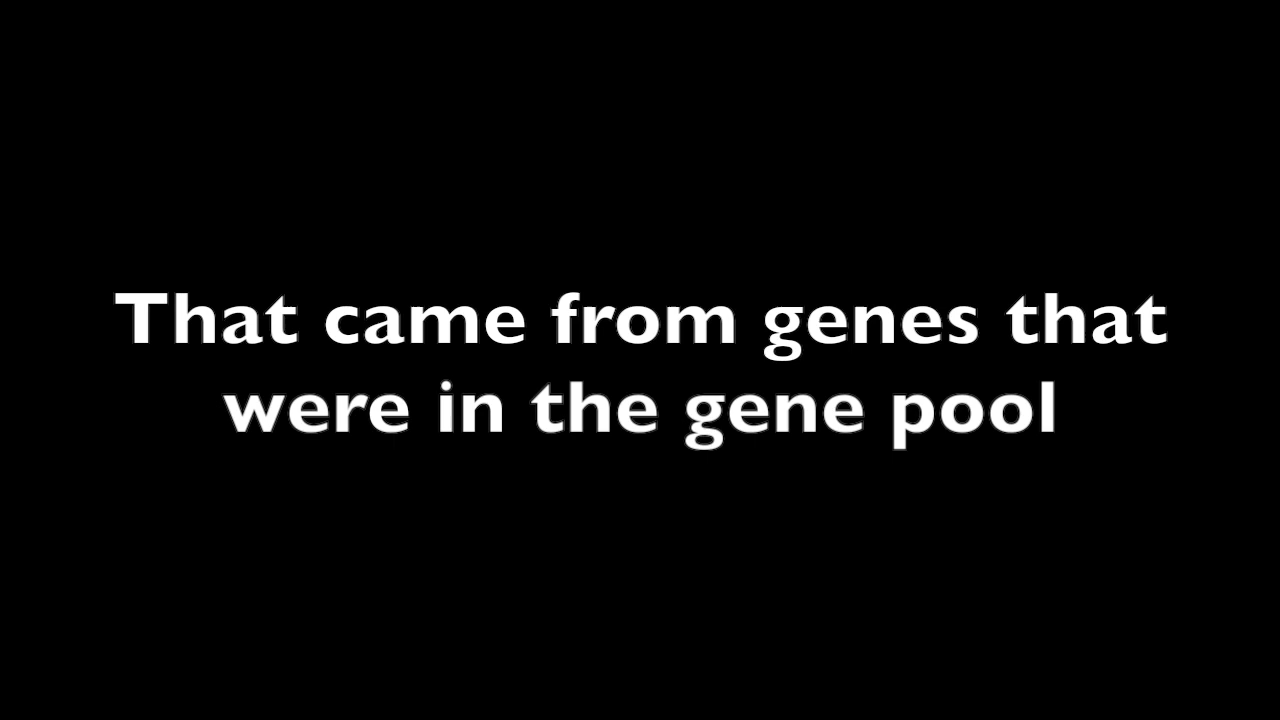 That came from genes that
were in the gene pool